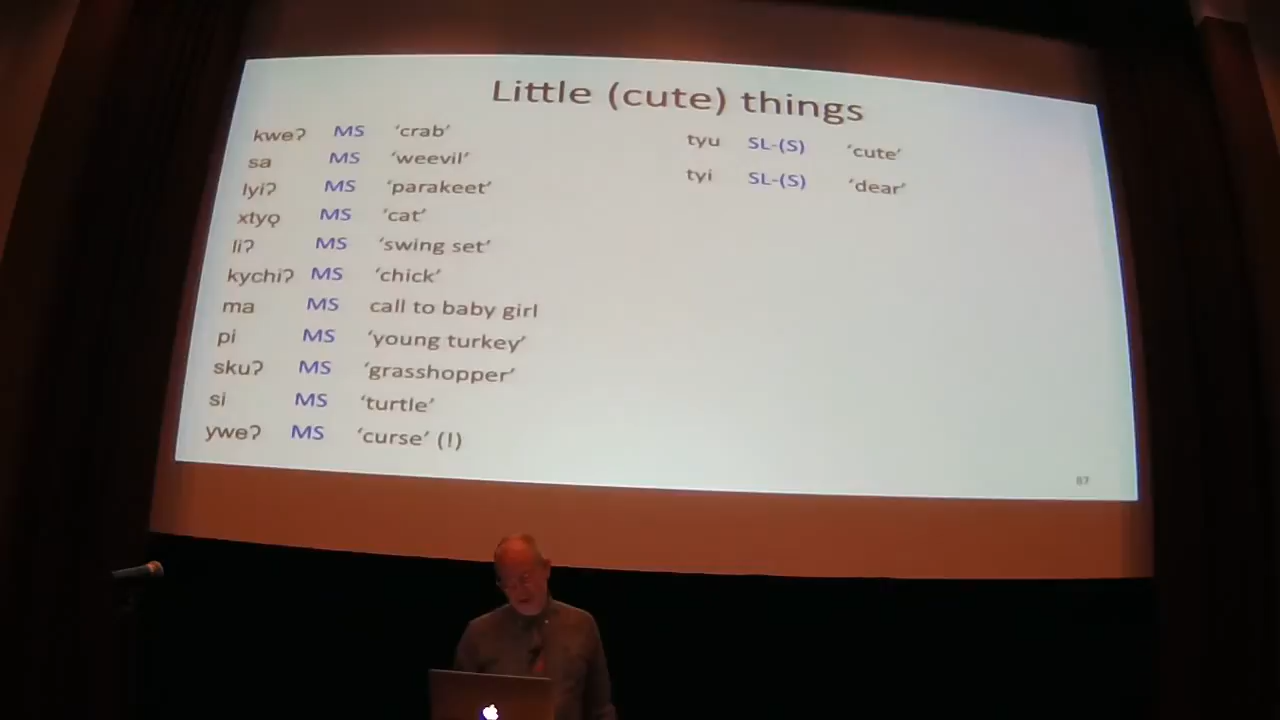 Little (cute) things
kweʔ MS ‘crab’
sa MS ‘weevil’
lyiʔ MS ‘parakeet’
xtyǫ MS ‘cat’
liʔ MS ‘swing set’
kychiʔ MS ‘chick’
ma MS call to baby girl
pi MS ‘young turkey’
skuʔ MS ‘grasshopper’
si MS ‘turtle’
yweʔ MS ‘curse’ (!)
tyu SL-(S) ‘cute’
tyi SL-(S) ‘dear’
87